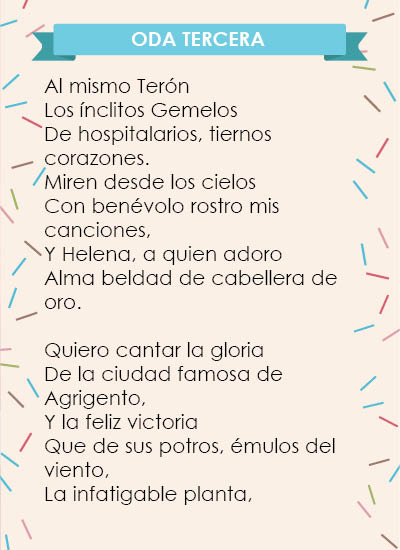 ODA TERCERA
Al mismo Terón
Los ínclitos Gemelos
De hospitalarios, tiernos
corazones.
Miren desde los cielos
Con benévolo rostro mis
canciones,
Y Helena, a quien adoro
Alma beldad de cabellera de
oro.
Quiero cantar la gloria
De la ciudad famosa de
Agrigento,
Y la feliz victoria
Que de sus potros, émulos del
viento,
La infatigable planta,